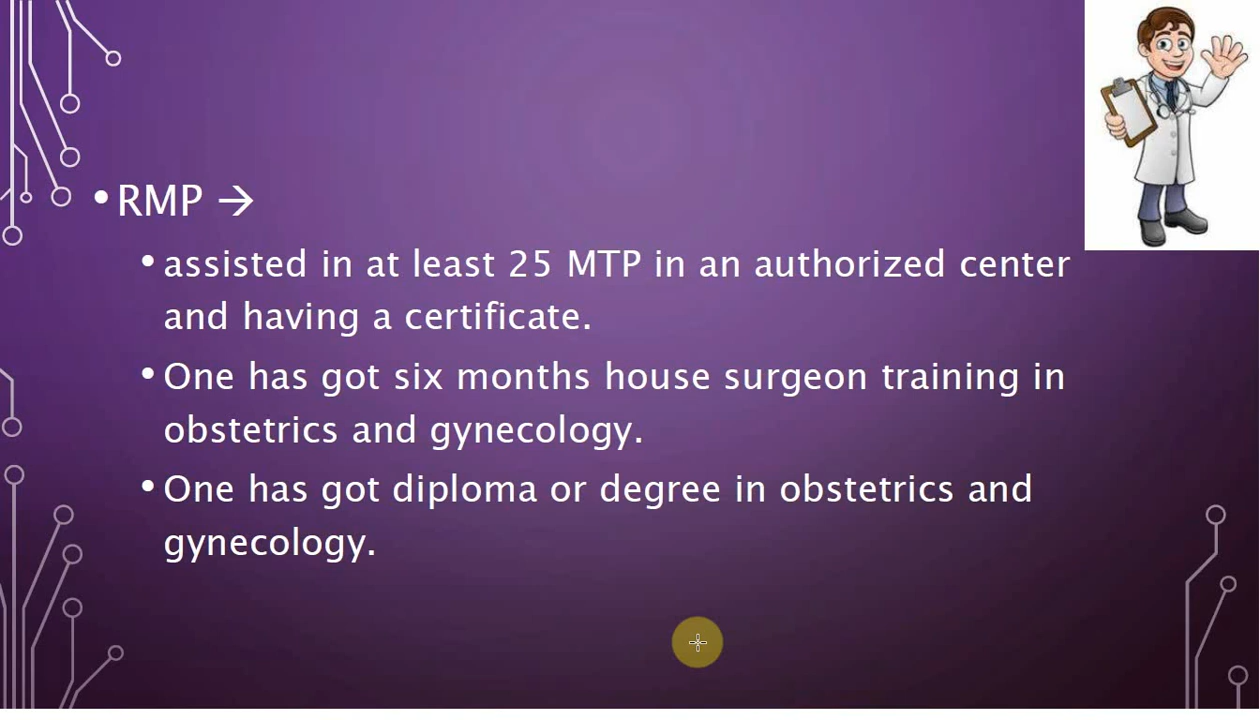 • RMP →
• assisted in at least 25 MTP in an authorized center
and having a certificate.
• One has got six months house surgeon training in
obstetrics and gynecology.
• One has got diploma or degree in obstetrics and
gynecology.